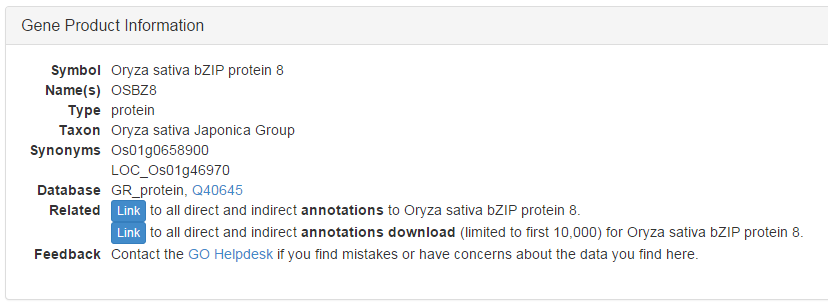 Gene Product Information
Symbol Oryza sativa bZIP protein 8
Name(s) OSBZ8
Type protein
Taxon Oryza sativa Japonica Group
Synonyms Os01g0658900
LOC_Os01g46970
Database GR_protein, Q40645
Related Link to all direct and indirect annotations to Oryza sativa bZIP protein 8.
Link to all direct and indirect annotations download (limited to first 10,000) for Oryza sativa bZIP protein 8.
Feedback Contact the GO Helpdesk if you find mistakes or have concerns about the data you find here.